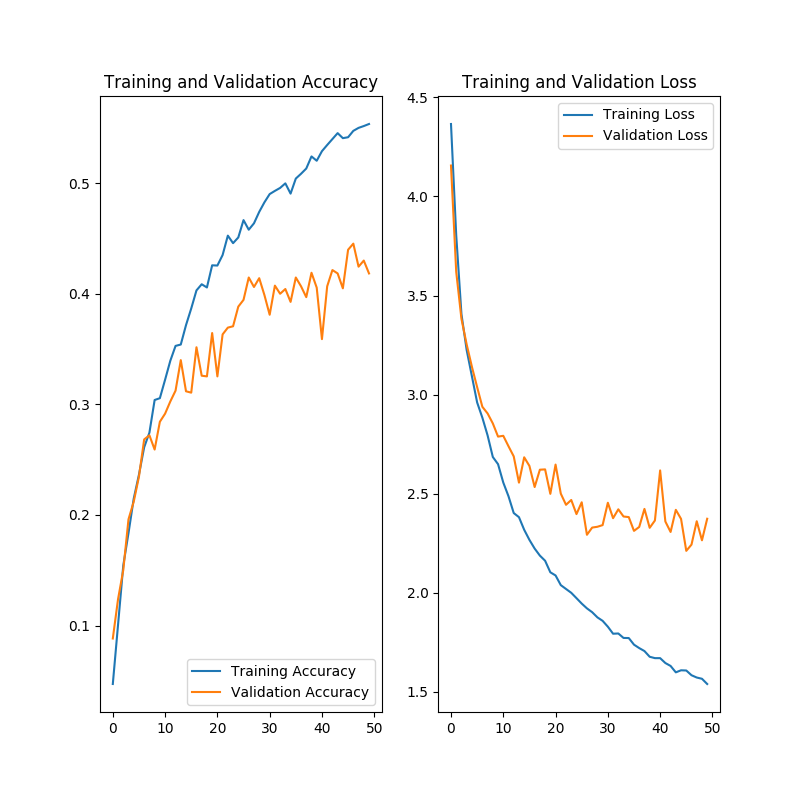 Training and Validation Accuracy
0.5
0.4
0.3
0.2
0.1
Training Accuracy
Validation Accuracy
0 10 20 30 40 50
Training and Validation Loss
4.5
4.0
3.5
3.0
2.5
2.0
1.5
Training Loss
Validation Loss
0 10 20 30 40 50